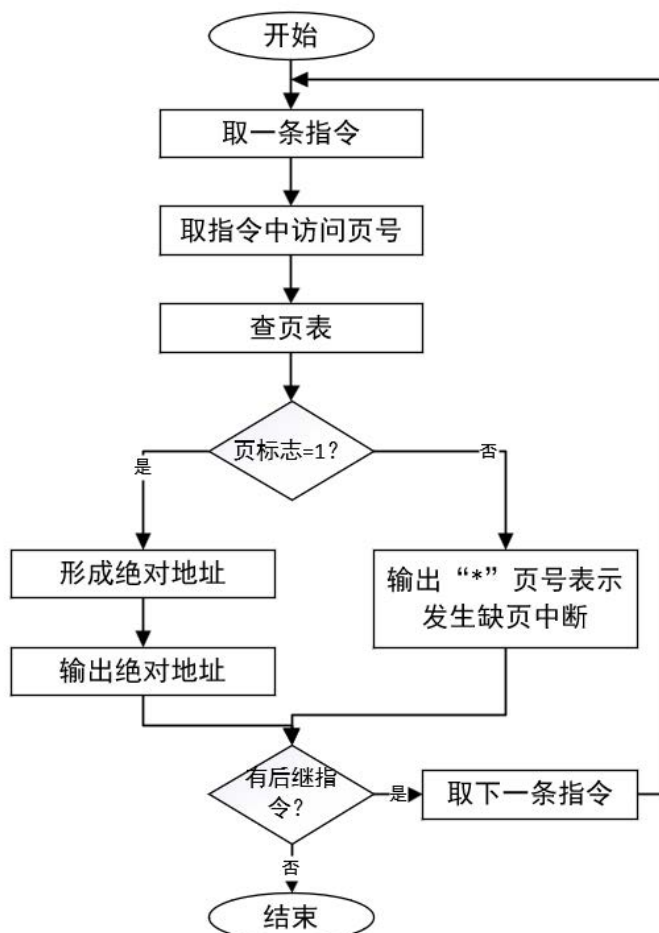 开始
取一条指令
取指令中访问页号
查页表
页标志=1?
是
否
形成绝对地址
输出“*”页号表示
发生缺页中断
输出绝对地址
有后继指
令?
是
取下一条指令
否
结束